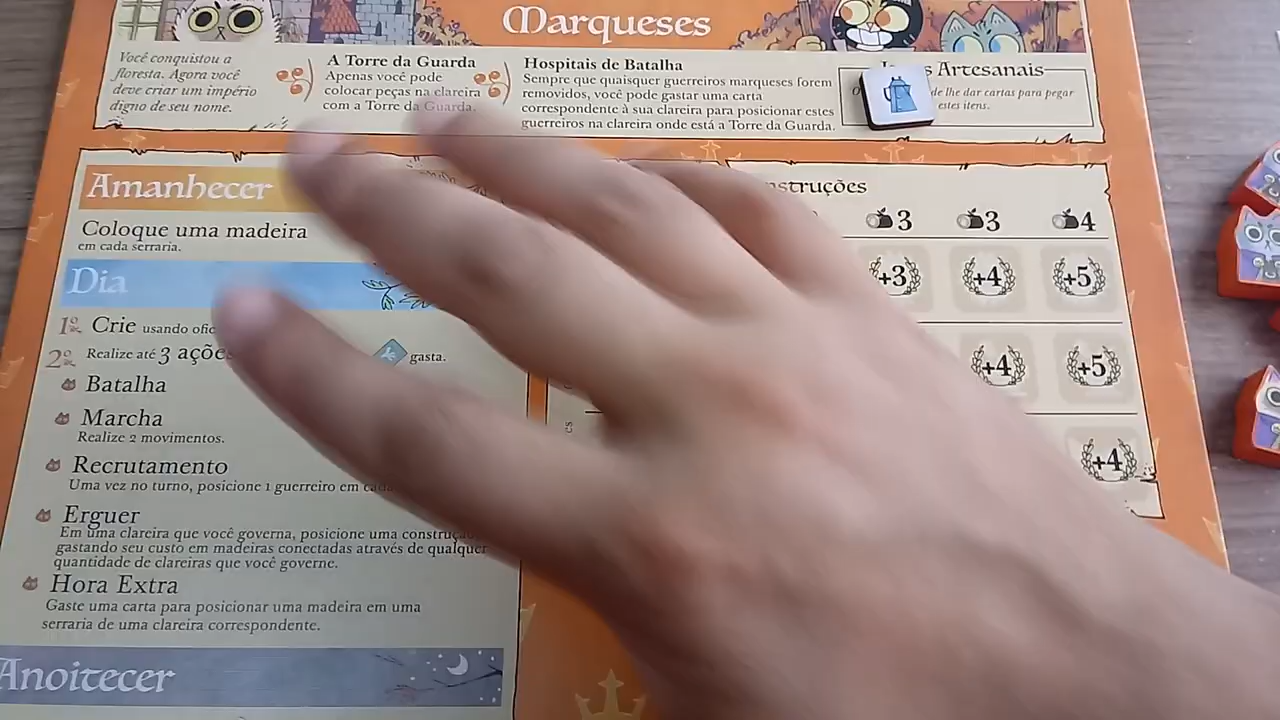 Marqueses
Você conquistou a
floresta. Agora você
deve criar um império
digno de seu nome.
A Torre da Guarda
Apenas você pode
colocar peças na clareira
com a Torre da Guarda.
Hospitais de Batalha
Sempre que quaisquer guerreiros marqueses forem
removidos, você pode gastar uma carta
correspondente à sua clareira para posicionar estes
guerreiros na clareira onde está a Torre da Guarda.
Artesanais
de lhe dar cartas para pegar
estes itens.
Amanhecer
Coloque uma madeira
em cada serraria.
Dia
1º Crie usando
2º Realize até 3 ações
gasta.
Batalha
Marcha
Realize 2 movimentos.
Recrutamento
Uma vez no turno, posicione 1 guerreiro em
Erguer
Em uma clareira que você governa, posicione uma
gastando seu custo em madeiras conectadas através de qualquer
quantidade de clareiras que você governe.
Hora Extra
Gaste uma carta para posicionar uma madeira em uma
serraria de uma clareira correspondente.
Anoitecer
3 3 4
+3 +4 +5
+4 +5
+4